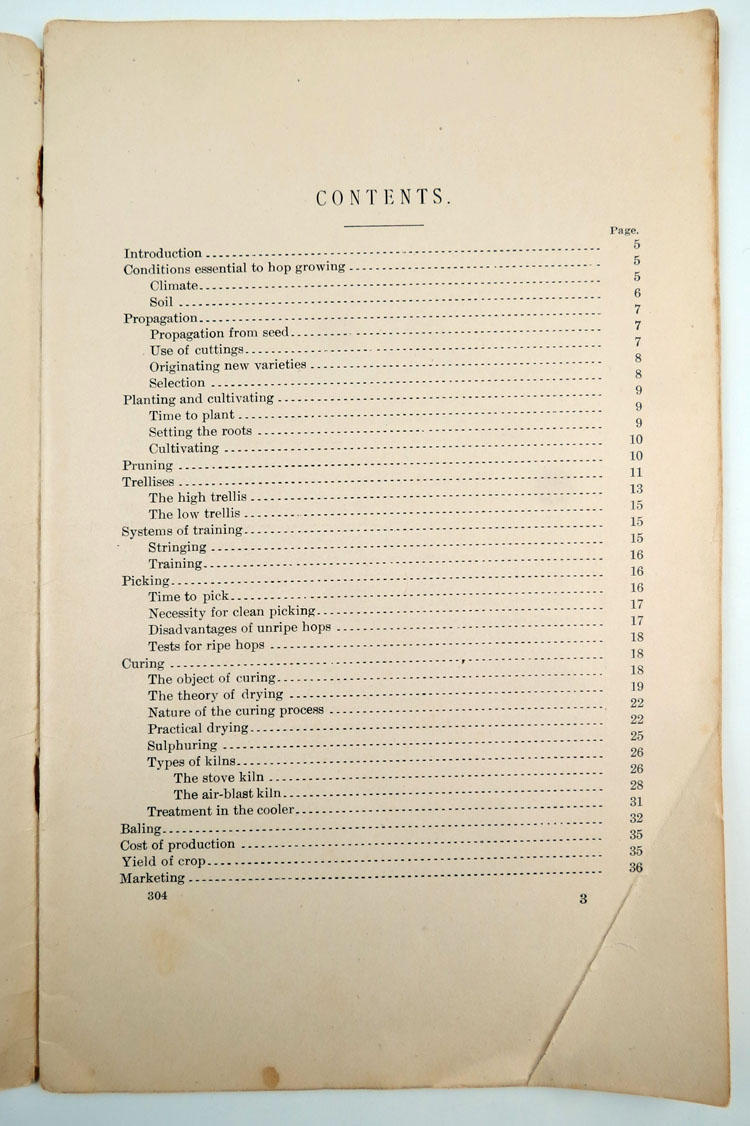 CONTENTS.
Page.
Introduction 5
Conditions essential to hop growing 5
Climate 5
Soil 6
Propagation 7
Propagation from seed 7
Use of cuttings 7
Originating new varieties 8
Selection 8
Planting and cultivating 9
Time to plant 9
Setting the roots 9
Cultivating 10
Pruning 10
Trellises 11
The high trellis 13
The low trellis 15
Systems of training 15
Stringing 15
Training 16
Picking 16
Time to pick 16
Necessity for clean picking 17
Disadvantages of unripe hops 17
Tests for ripe hops 18
Curing 18
The object of curing 18
The theory of drying 19
Nature of the curing process 22
Practical drying 22
Sulphuring 25
Types of kilns 26
The stove kiln 26
The air-blast kiln 28
Treatment in the cooler 31
Baling 32
Cost of production 35
Yield of crop 35
Marketing 36
304 3